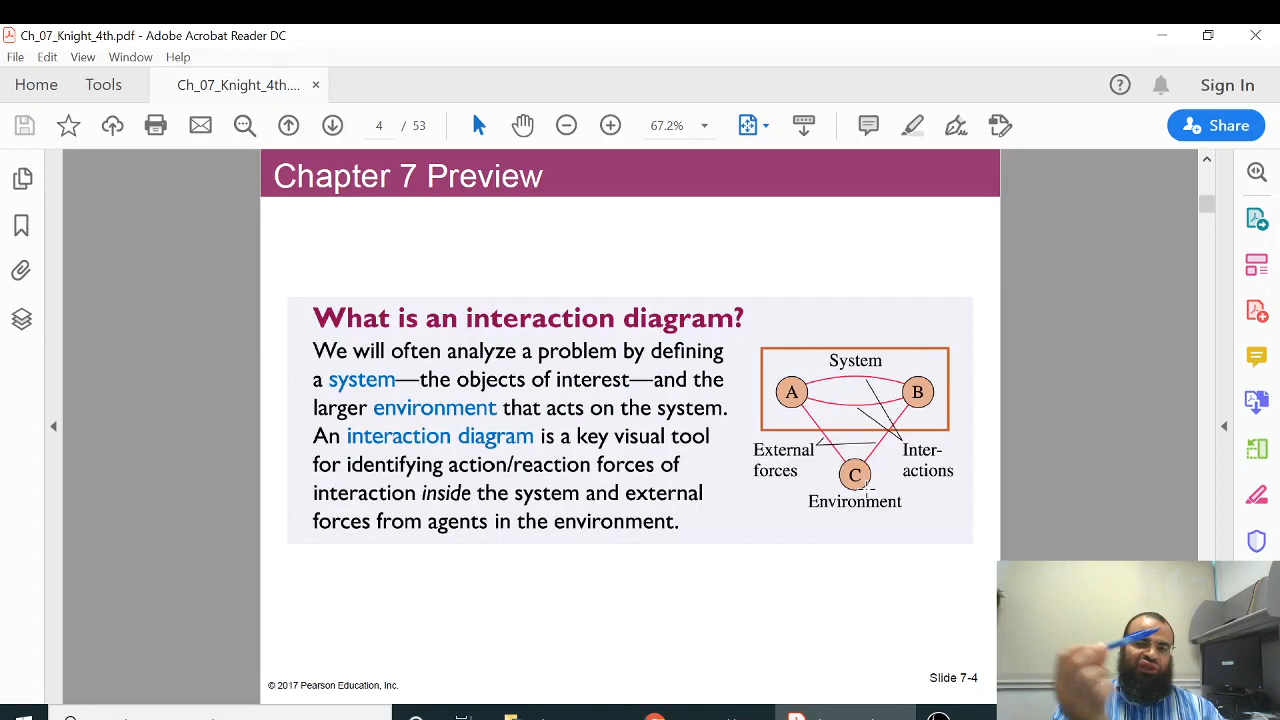 Ch_07_Knight_4th.pdf - Adobe Acrobat Reader DC
File Edit View Window Help
Home Tools Ch_07_Knight_4th.... ×
Sign In
4 / 53 67.2%
Share
Chapter 7 Preview
What is an interaction diagram?
We will often analyze a problem by defining
a system—the objects of interest—and the
larger environment that acts on the system.
An interaction diagram is a key visual tool
for identifying action/reaction forces of
interaction inside the system and external
forces from agents in the environment.
System
A B
External
forces
Inter-
actions
C
Environment
Slide 7-4
© 2017 Pearson Education, Inc.